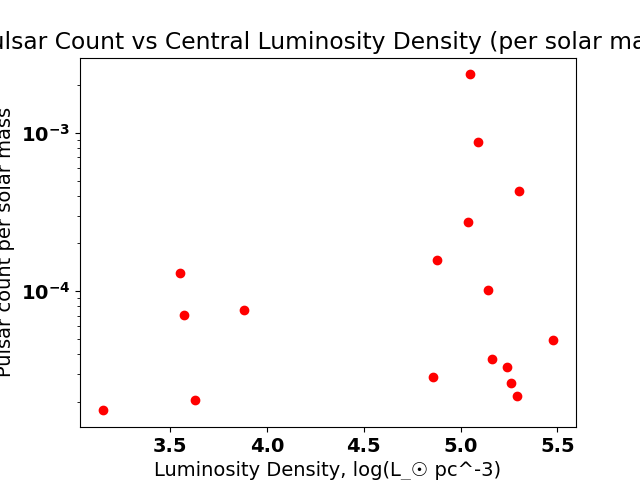 ulsar Count vs Central Luminosity Density (per solar ma
Pulsar count per solar mass
10^-3
10^-4
3.5 4.0 4.5 5.0 5.5
Luminosity Density, log(L_☉ pc^-3)